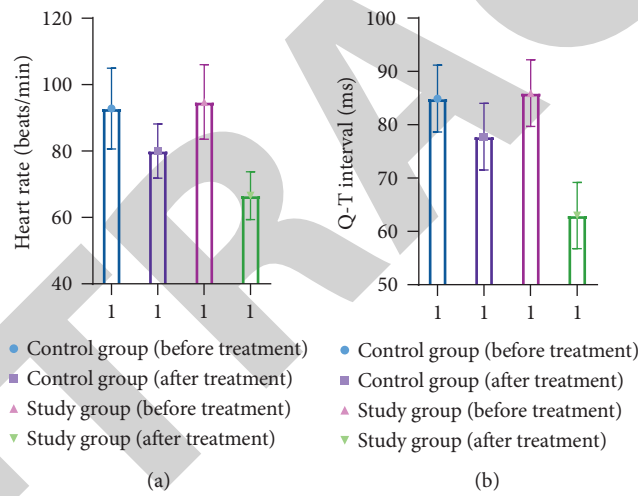 120
100
80
60
40
Heart rate (beats/min)
1 1 1 1
Control group (before treatment)
Control group (after treatment)
Study group (before treatment)
Study group (after treatment)
(a)
100
90
80
70
60
50
Q-T interval (ms)
1 1 1 1
Control group (before treatment)
Control group (after treatment)
Study group (before treatment)
Study group (after treatment)
(b)